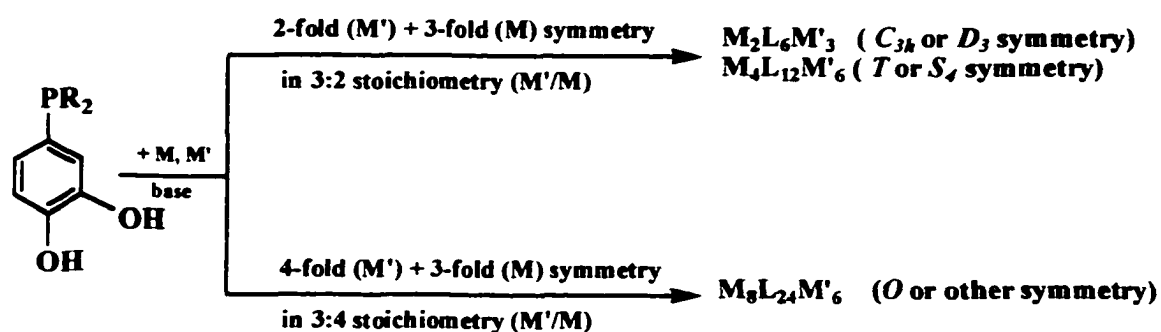 2-fold (M') + 3-fold (M) symmetry
M₂L₆M'₃ ( C₃ₕ or D₃ symmetry)
in 3:2 stoichiometry (M'/M)
M₄L₁₂M'₆ ( T or S₄ symmetry)
PR₂
+ M, M'
base
OH
OH
4-fold (M') + 3-fold (M) symmetry
M₈L₂₄M'₆ (O or other symmetry)
in 3:4 stoichiometry (M'/M)